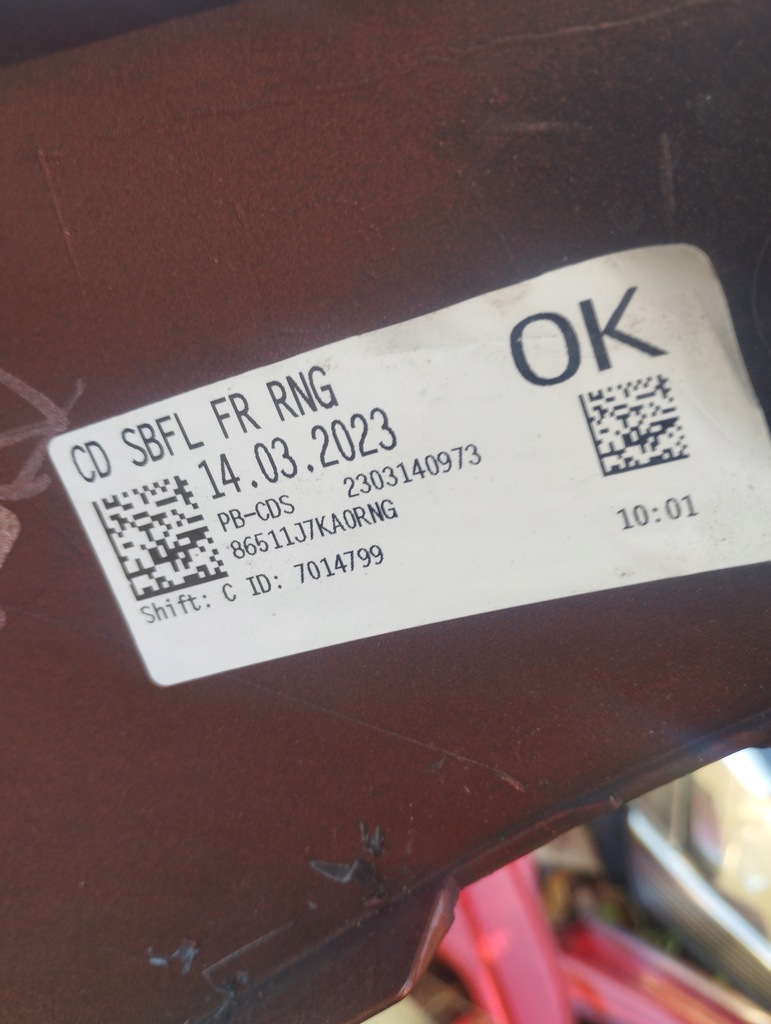 OK
CD SBFL FR RNG
14.03.2023
PB-CDS 2303140973
86511J7KA0RNG
10:01
Shift: C ID: 7014799